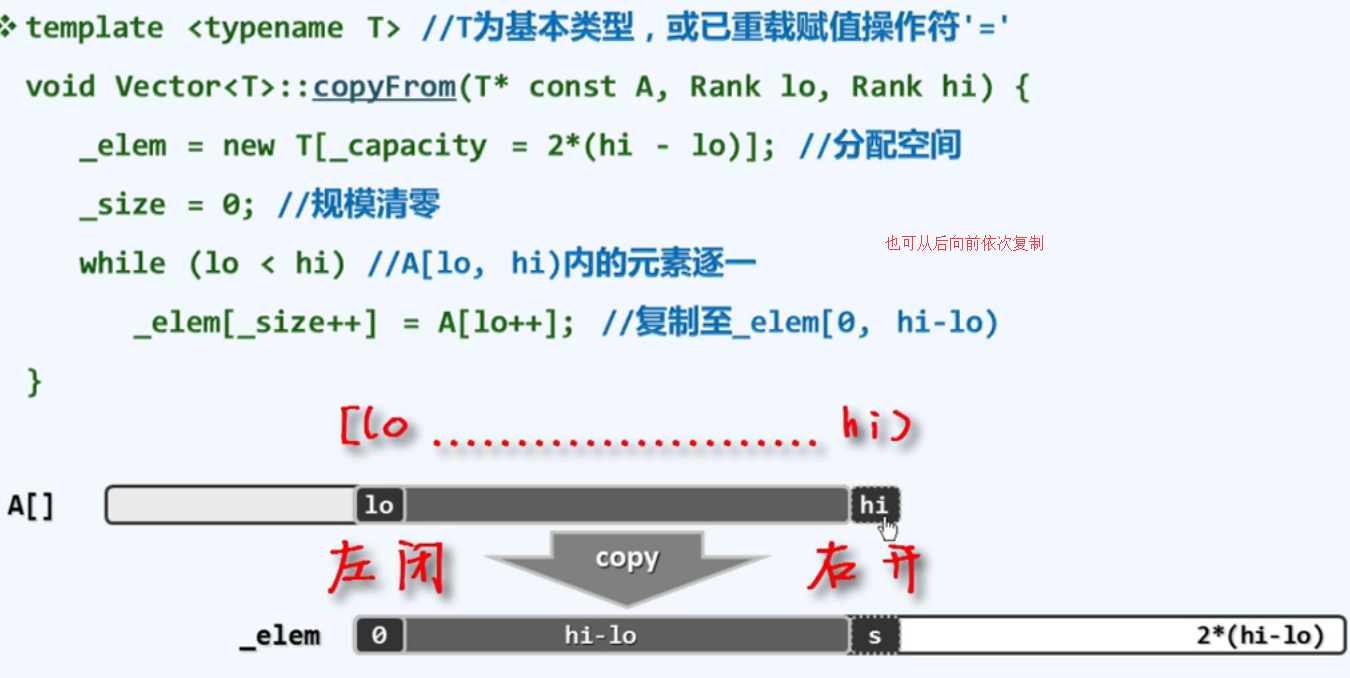 ❖ template <typename T> //T为基本类型，或已重载赋值操作符'='
void Vector<T>::copyFrom(T* const A, Rank lo, Rank hi) {
_elem = new T[_capacity = 2*(hi - lo)]; //分配空间
_size = 0; //规模清零
也可从后向前依次复制
while (lo < hi) //A[lo, hi)内的元素逐一
_elem[_size++] = A[lo++]; //复制至_elem[0, hi-lo)
}
[lo ........................ hi)
A[] lo hi
左闭 copy 右开
_elem 0 hi-lo s 2*(hi-lo)